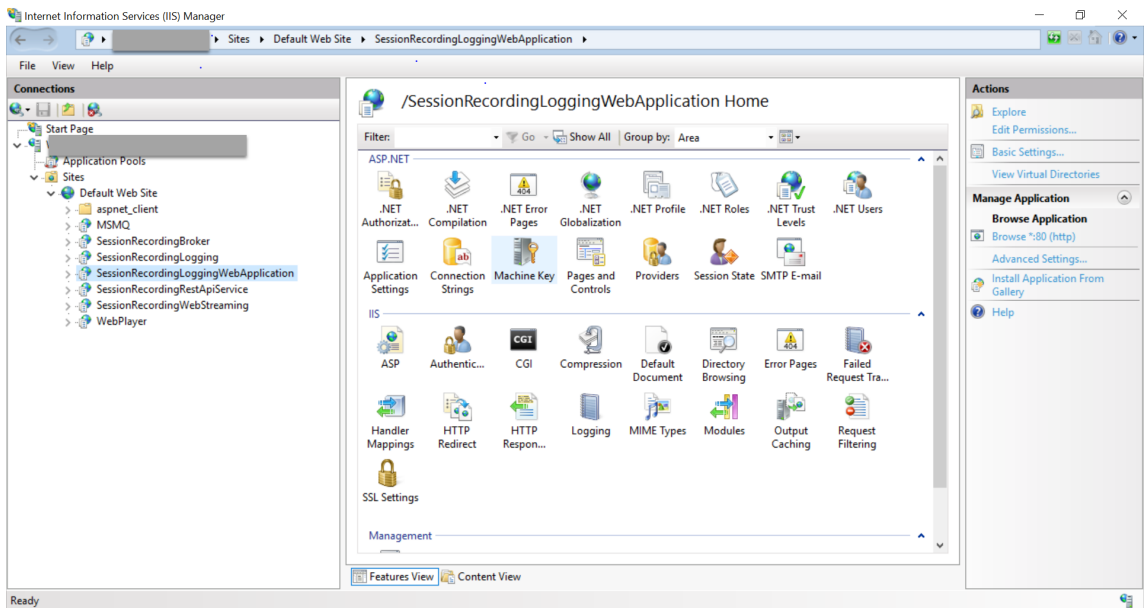 Internet Information Services (IIS) Manager
Sites Default Web Site SessionRecordingLoggingWebApplication
File View Help
Connections
Start Page
Application Pools
Sites
Default Web Site
aspnet_client
MSMQ
SessionRecordingBroker
SessionRecordingLogging
SessionRecordingLoggingWebApplication
SessionRecordingRestApiService
SessionRecordingWebStreaming
WebPlayer
/SessionRecordingLoggingWebApplication Home
Filter: Go Show All Group by: Area
ASP.NET
.NET Authorizat...
.NET Compilation
.NET Error Pages
.NET Globalization
.NET Profile
.NET Roles
.NET Trust Levels
.NET Users
Application Settings
Connection Strings
Machine Key
Pages and Controls
Providers
Session State
SMTP E-mail
IIS
ASP
Authentic...
CGI
CGI
Compression
Default Document
Directory Browsing
404
Error Pages
Failed Request Tra...
Handler Mappings
HTTP Redirect
HTTP Respon...
Logging
MIME Types
Modules
Output Caching
Request Filtering
SSL Settings
Management
Features View Content View
Actions
Explore
Edit Permissions...
Basic Settings...
View Virtual Directories
Manage Application
Browse Application
Browse *:80 (http)
Advanced Settings...
Install Application From
Gallery
Help
Ready